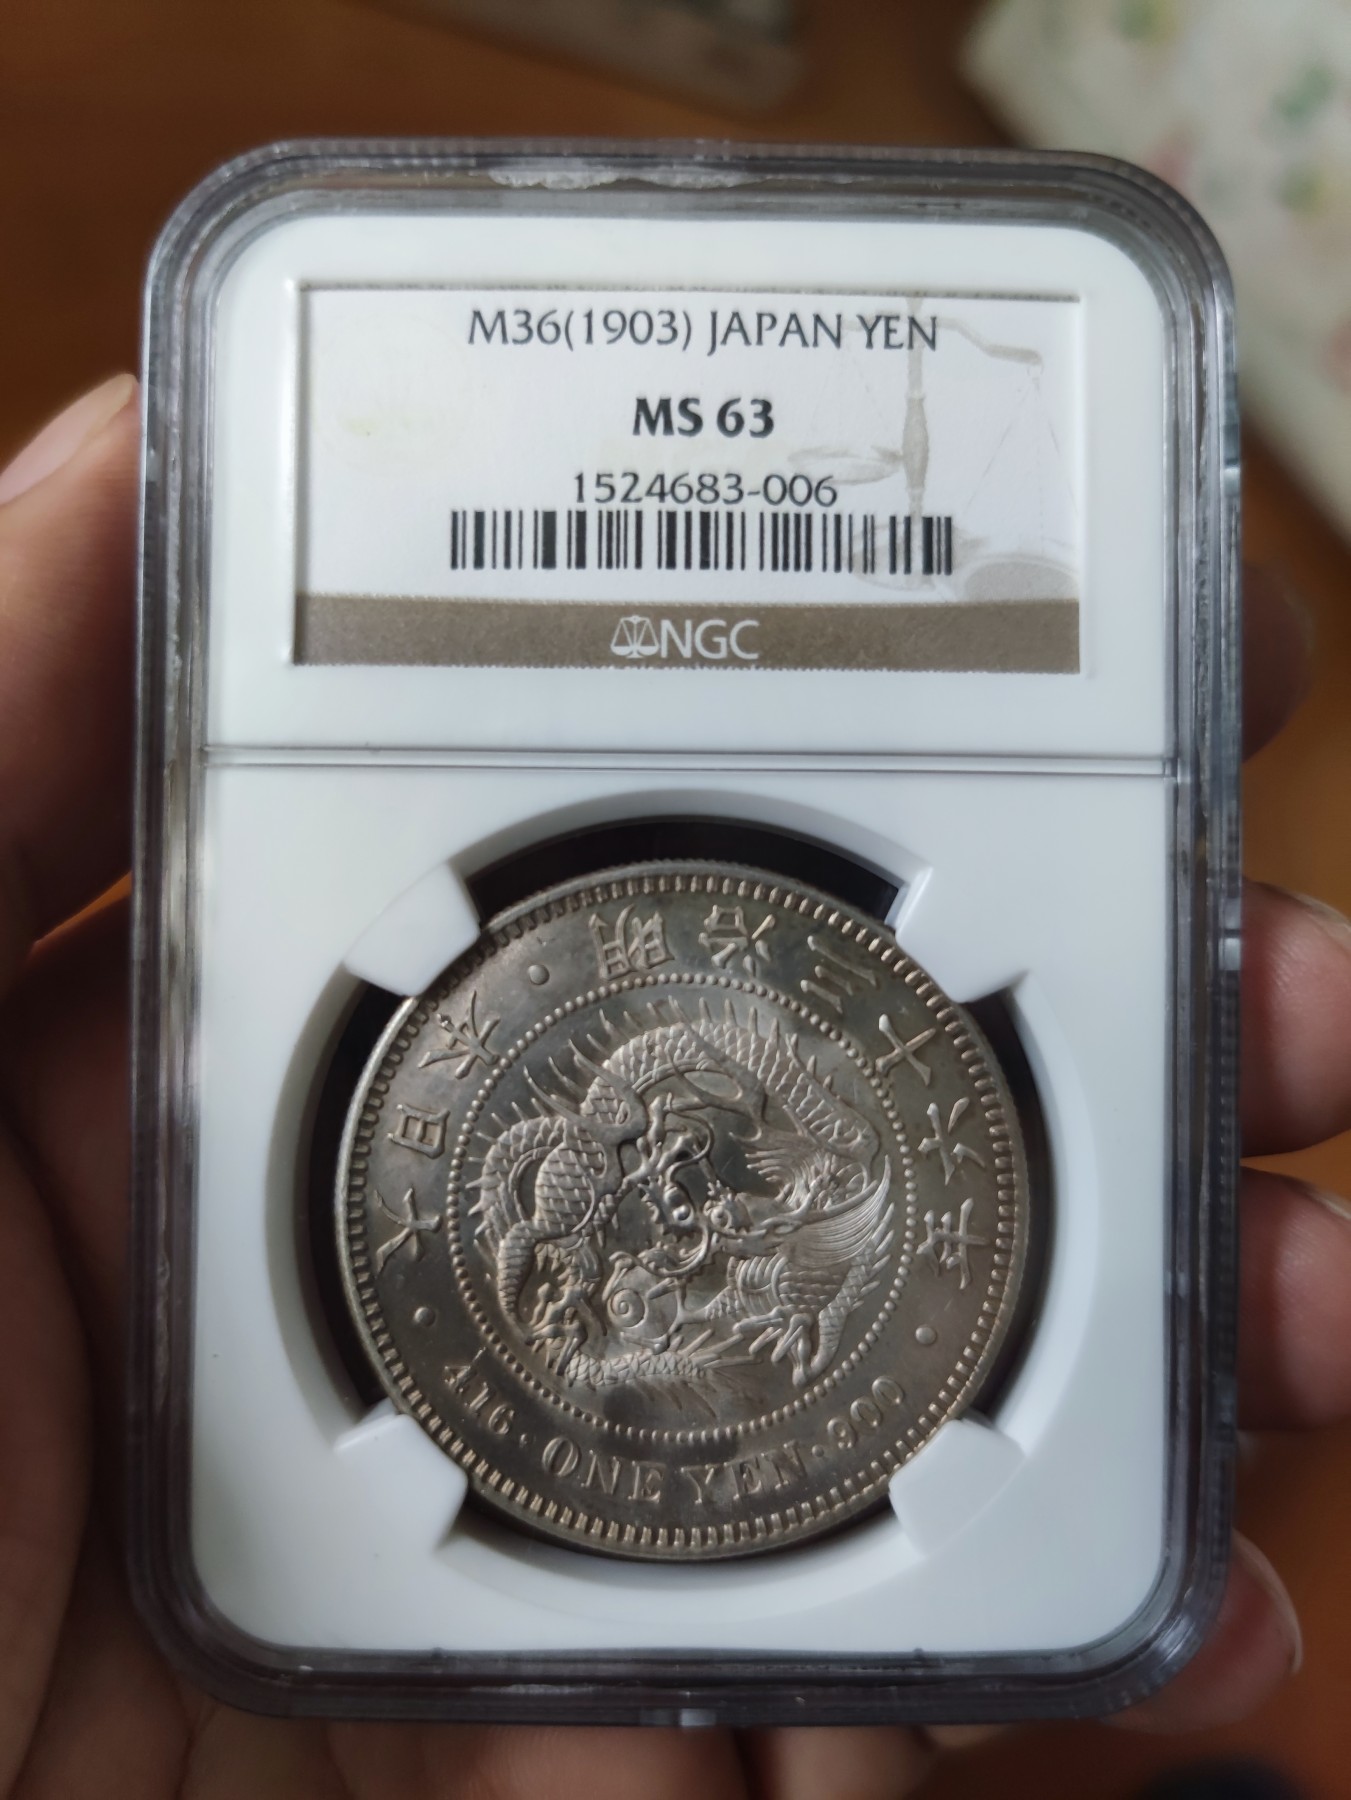 M36(1903) JAPAN YEN
MS 63
1524683-006
NGC
大日本 · 明治三十六年 ·
416 · ONE YEN · 900